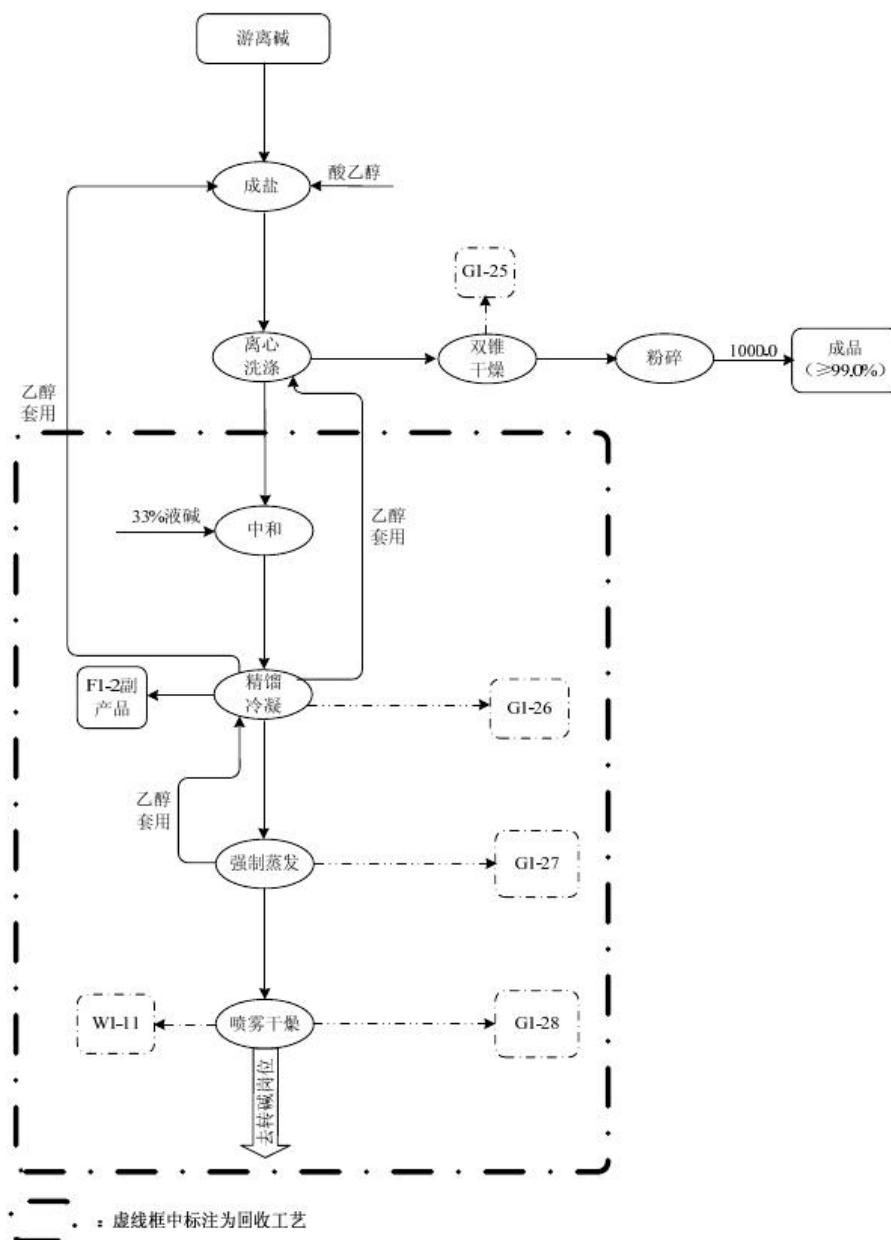 游离碱
成盐
酸乙醇
G1-25
离心
洗涤
双锥
干燥
粉碎
1000.0
成品
（≥99.0%）
乙醇
套用
33%液碱
中和
乙醇
套用
F1-2副
产品
精馏
冷凝
G1-26
乙醇
套用
强制蒸发
G1-27
W1-11
喷雾干燥
G1-28
去转碱岗位
：虚线框中标注为回收工艺